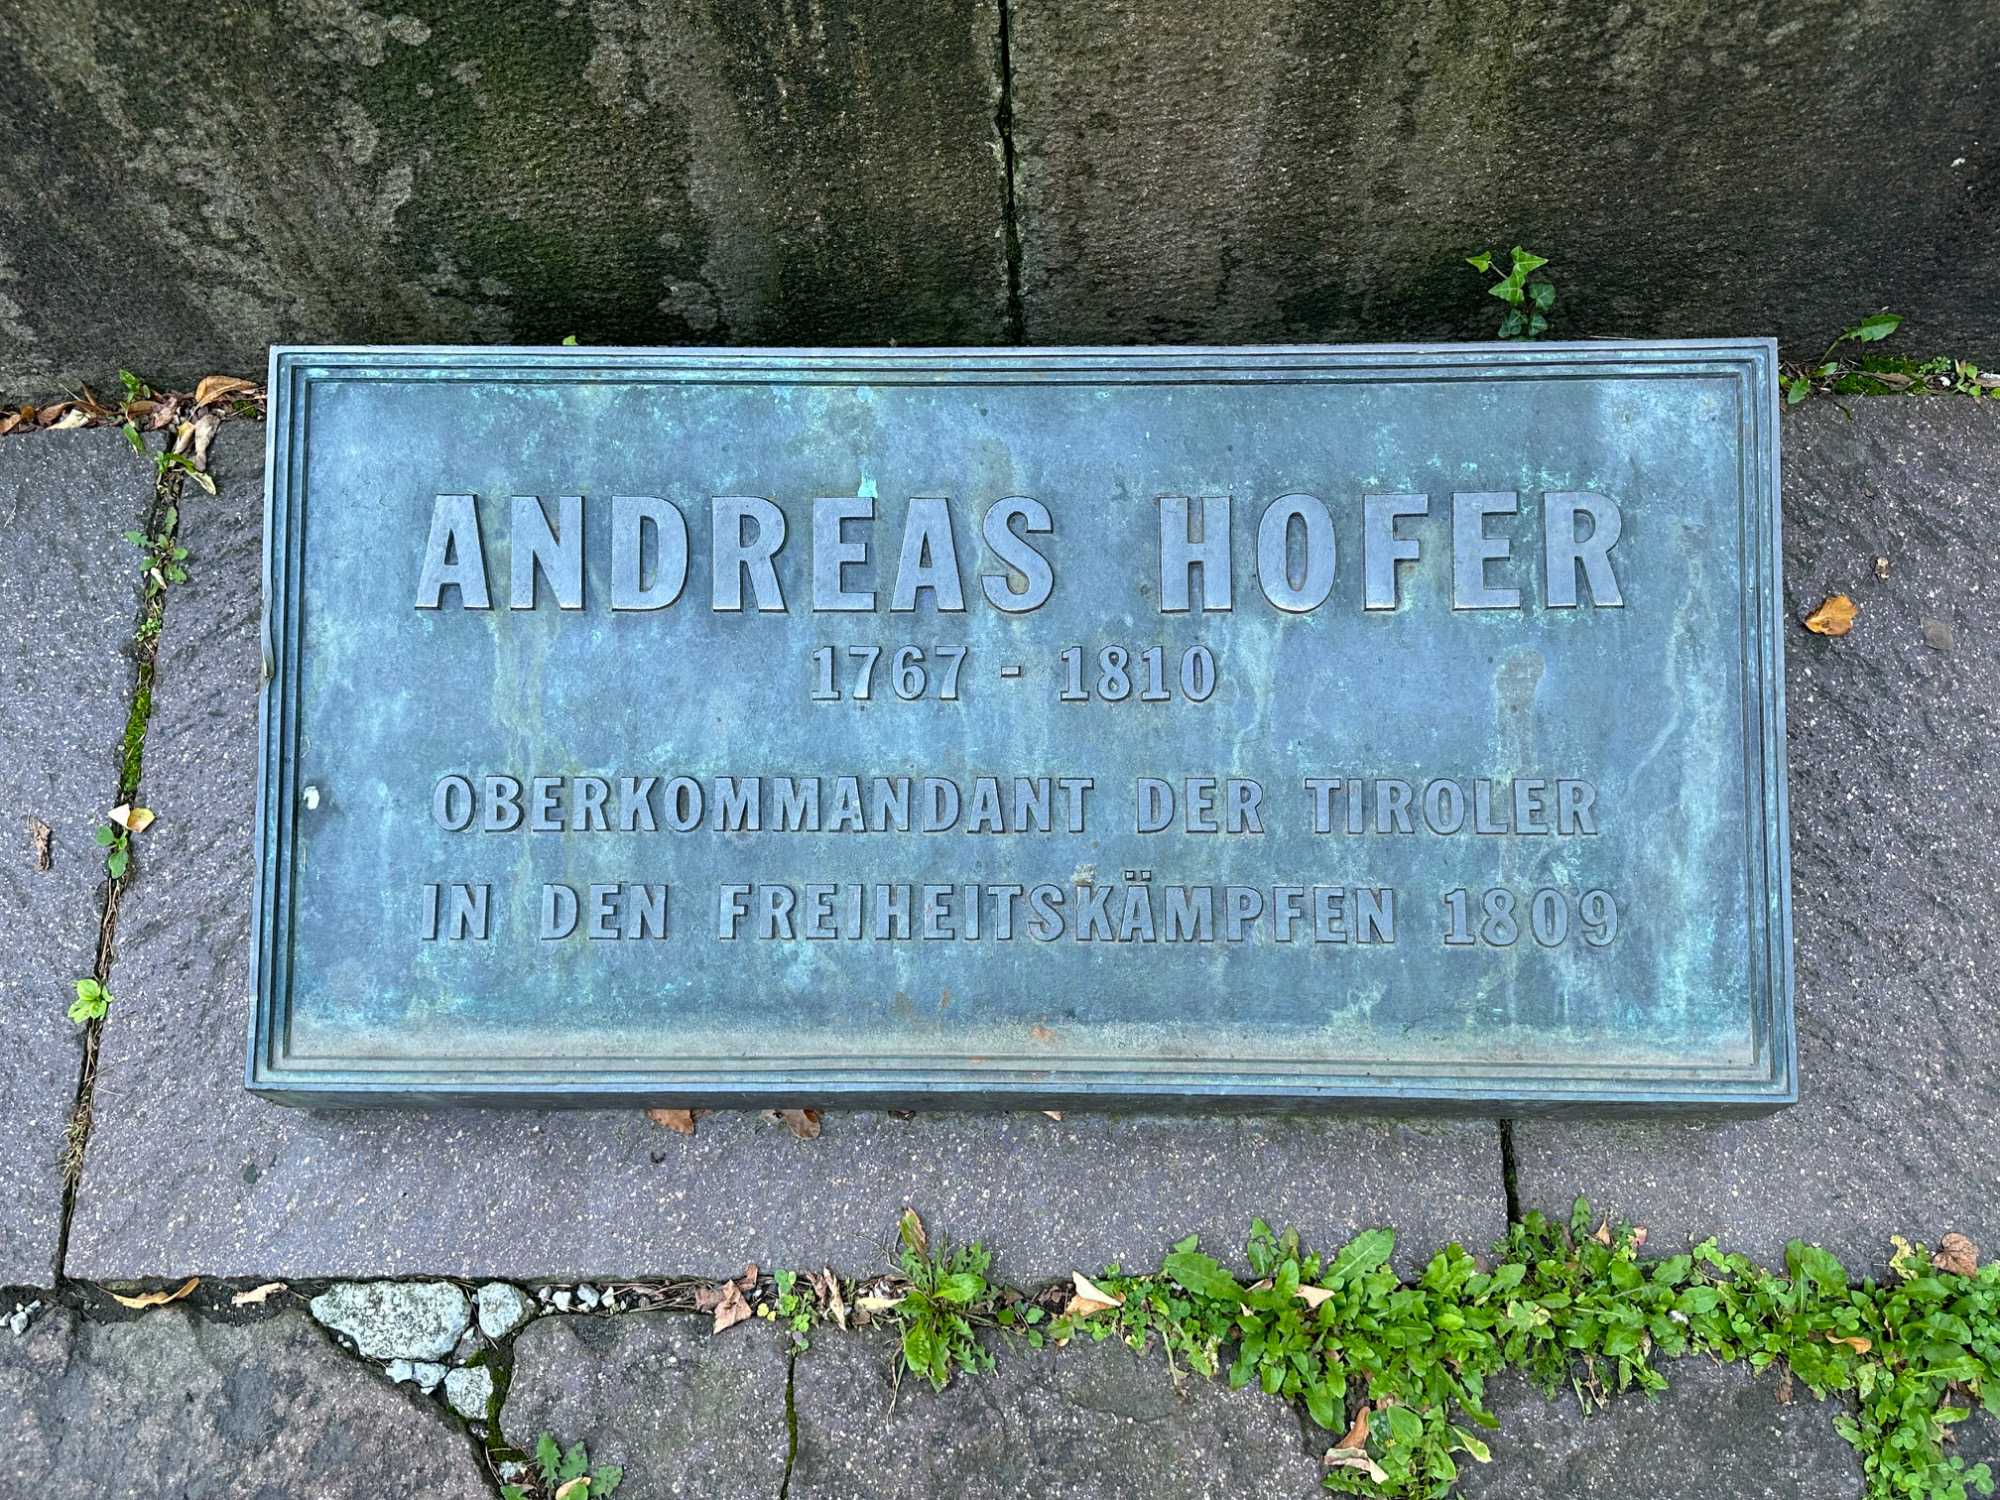 ANDREAS HOFER
1767 - 1810
OBERKOMMANDANT DER TIROLER
IN DEN FREIHEITSKÄMPFEN 1809